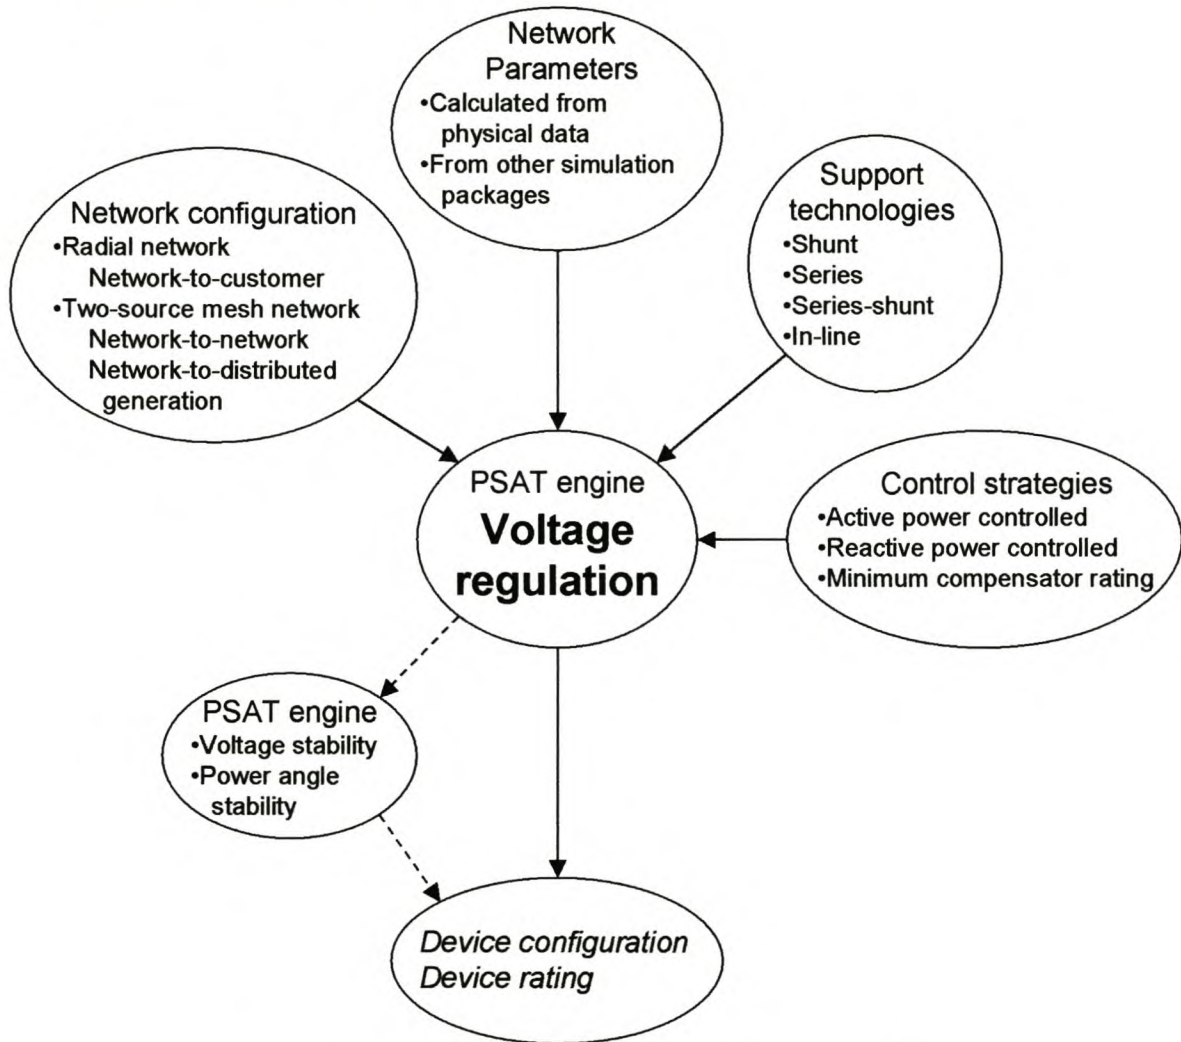 Network
Parameters
•Calculated from
physical data
•From other simulation
packages
Network configuration
•Radial network
Network-to-customer
•Two-source mesh network
Network-to-network
Network-to-distributed
generation
Support
technologies
•Shunt
•Series
•Series-shunt
•In-line
PSAT engine
Voltage
regulation
Control strategies
•Active power controlled
•Reactive power controlled
•Minimum compensator rating
PSAT engine
•Voltage stability
•Power angle
stability
Device configuration
Device rating